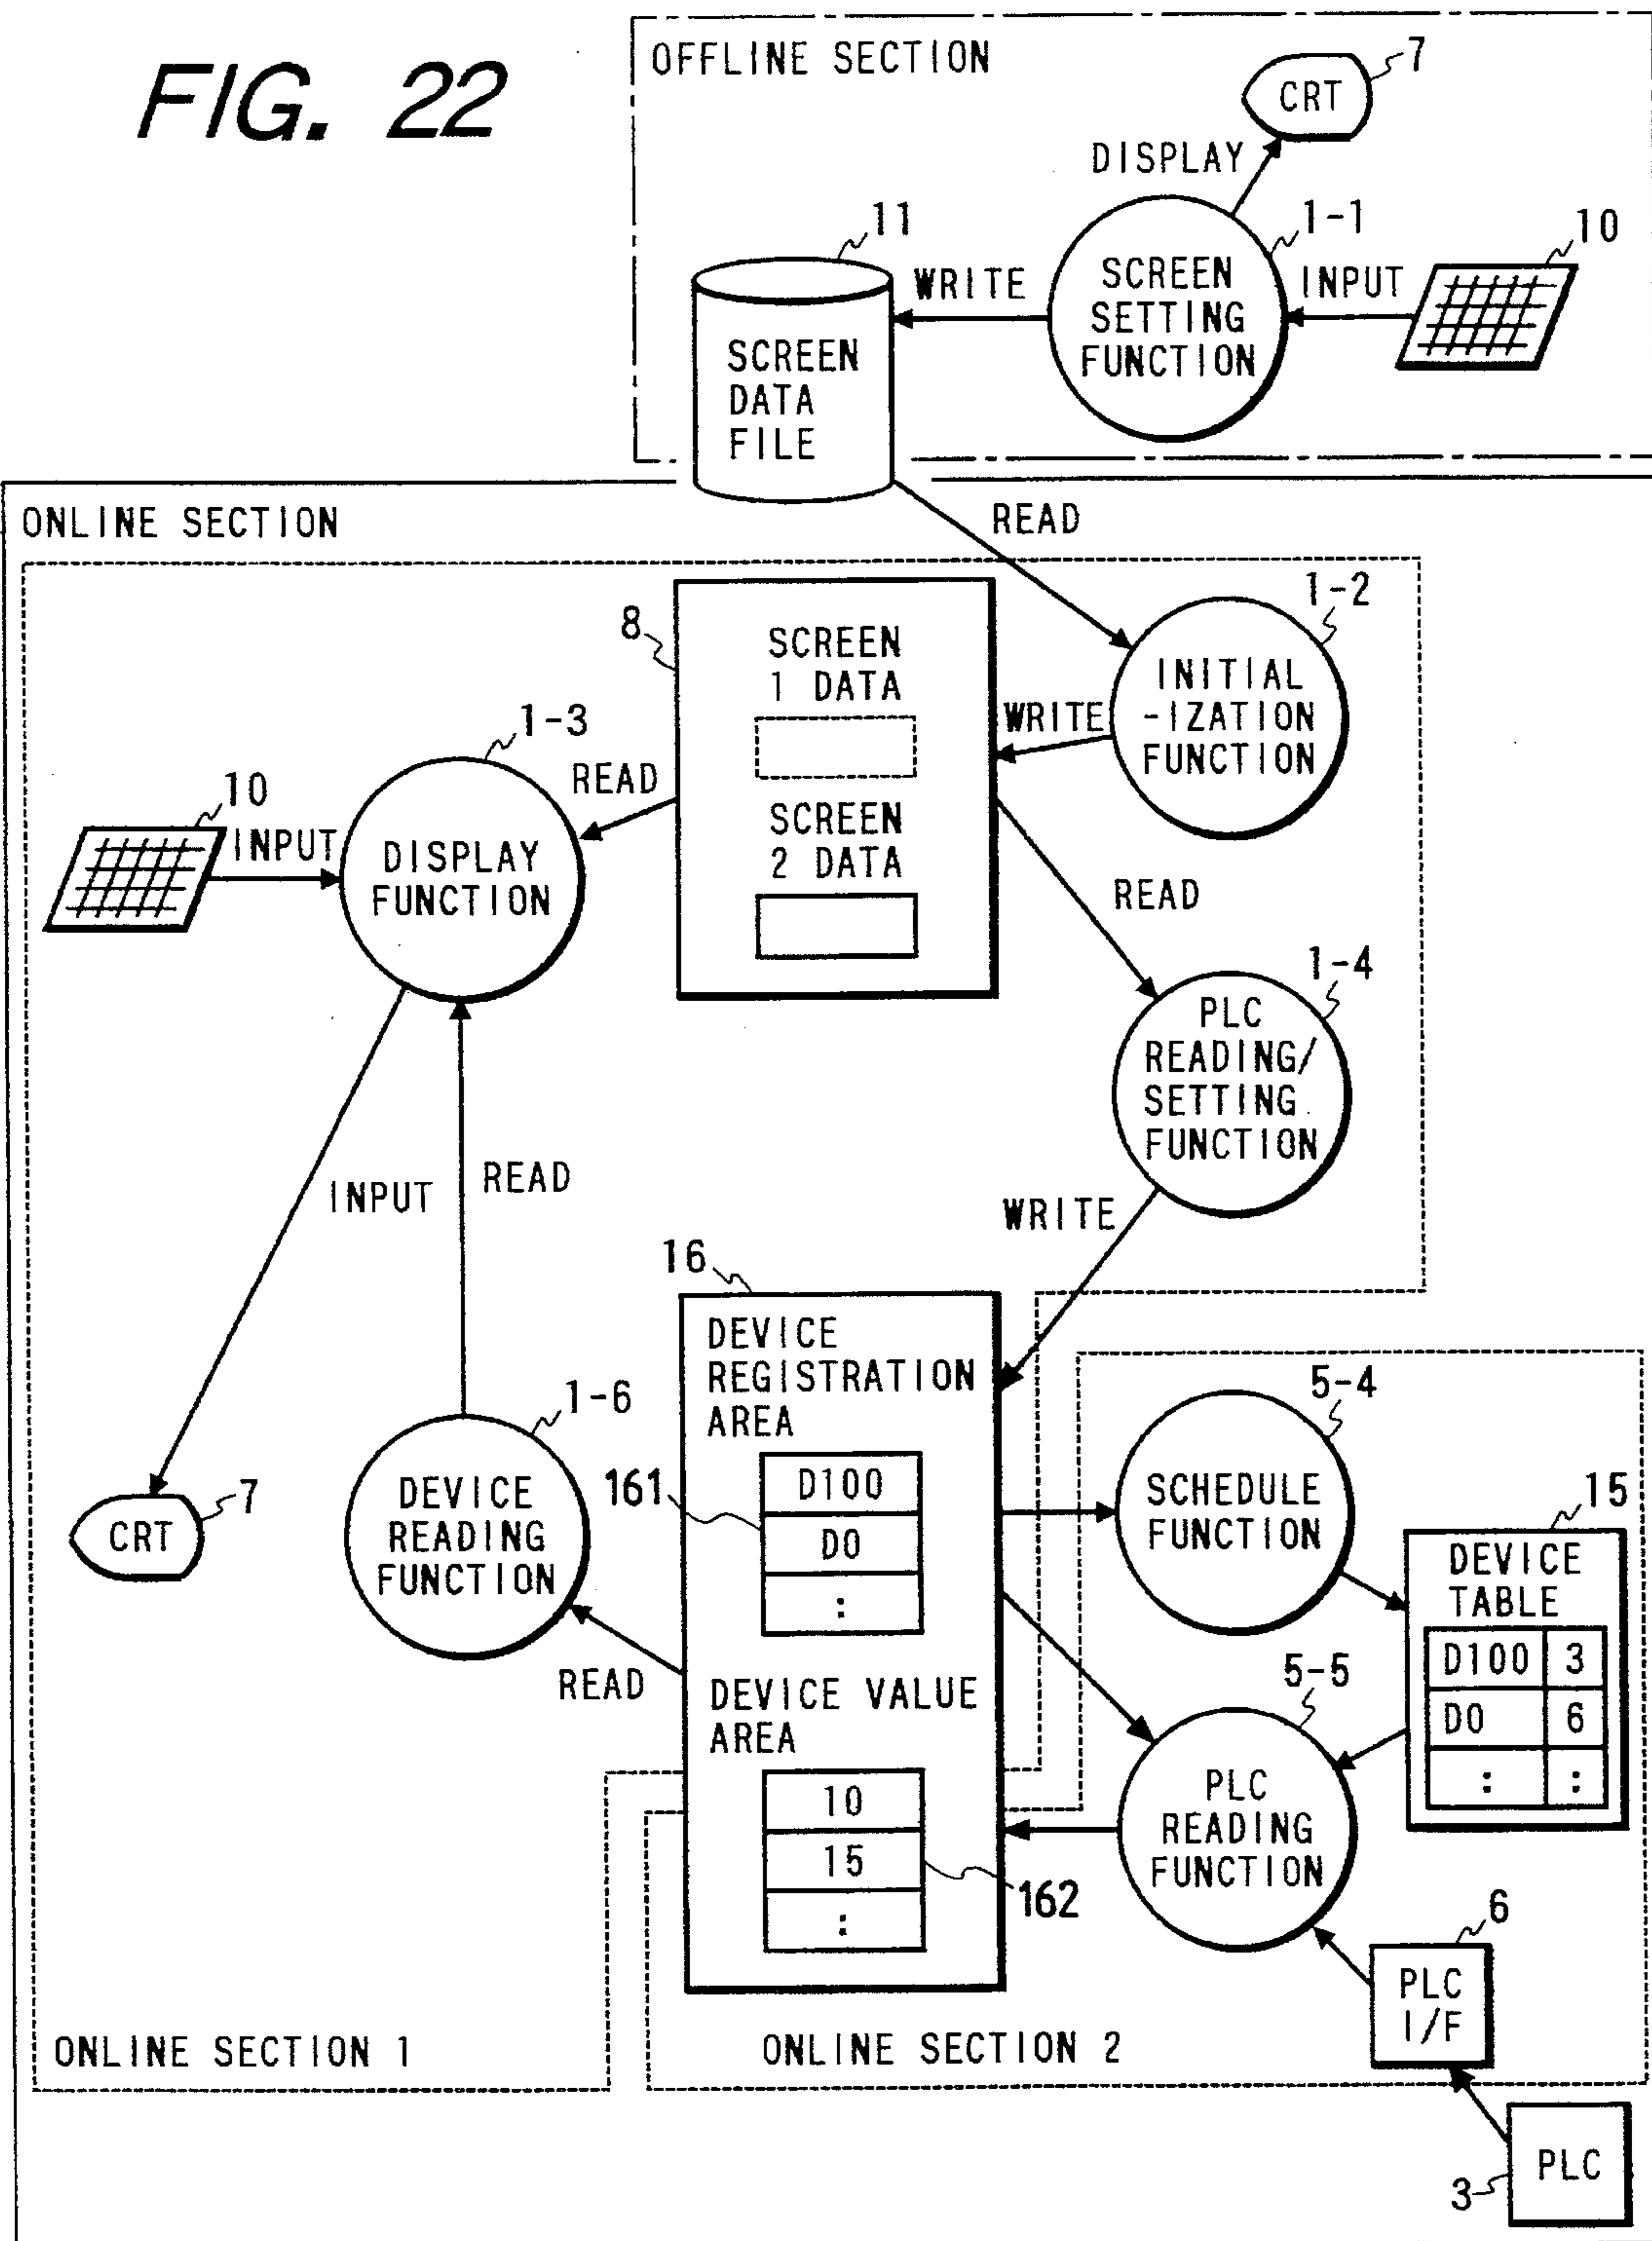 FIG. 22
OFFLINE SECTION
7
CRT
DISPLAY
11
1-1
10
WRITE
SCREEN
SETTING
FUNCTION
INPUT
SCREEN
DATA
FILE
ONLINE SECTION
READ
8
SCREEN
1 DATA
1-2
INITIAL
-IZATION
FUNCTION
WRITE
1-3
READ
10
INPUT
DISPLAY
FUNCTION
SCREEN
2 DATA
READ
1-4
PLC
READING/
SETTING
FUNCTION
INPUT
READ
WRITE
16
DEVICE
REGISTRATION
AREA
161
D100
D0
:
1-6
DEVICE
READING
FUNCTION
7
CRT
READ
5-4
SCHEDULE
FUNCTION
15
DEVICE
TABLE
D100 3
D0 6
: :
DEVICE VALUE
AREA
10
15
:
162
5-5
PLC
READING
FUNCTION
6
PLC
I/F
ONLINE SECTION 1
ONLINE SECTION 2
3
PLC